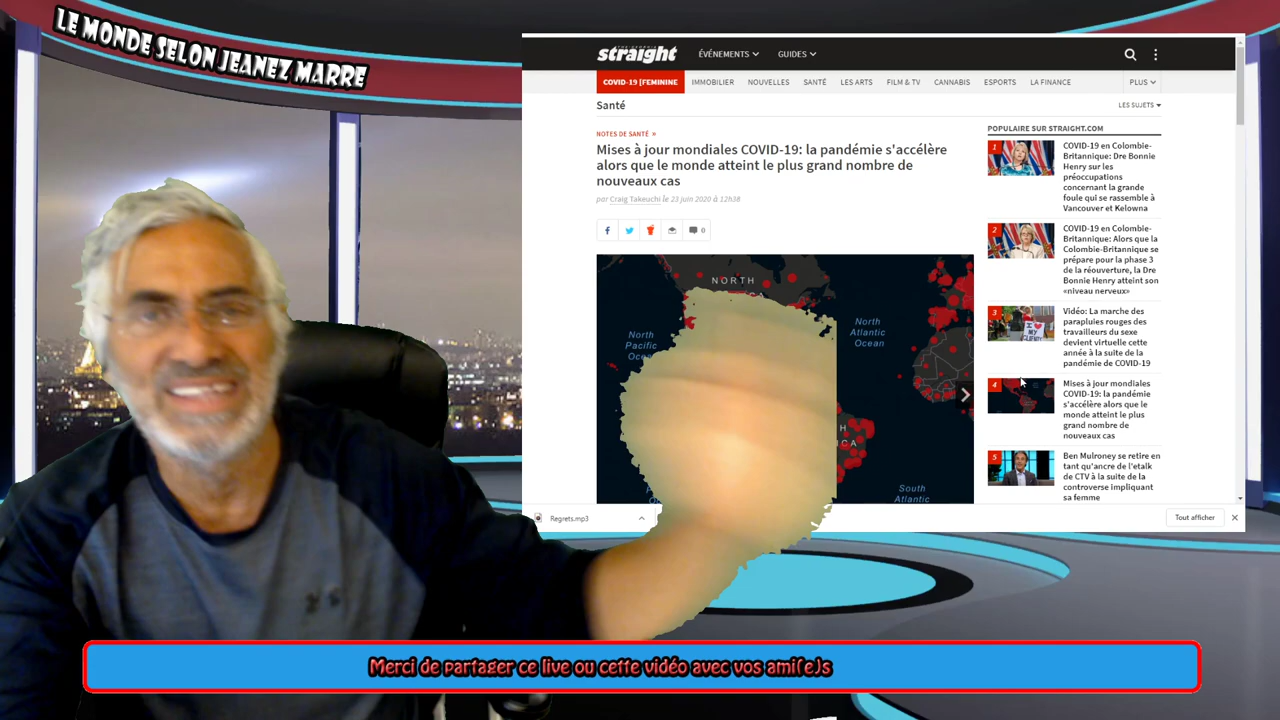 LE MONDE SELON JEANEZ MARRE
THE GEORGIA
straight
ÉVÉNEMENTS
GUIDES
COVID-19 [FEMININE
IMMOBILIER
NOUVELLES
SANTÉ
LES ARTS
FILM & TV
CANNABIS
ESPORTS
LA FINANCE
PLUS
Santé
LES SUJETS
NOTES DE SANTÉ »
Mises à jour mondiales COVID-19: la pandémie s'accélère
alors que le monde atteint le plus grand nombre de
nouveaux cas
par Craig Takeuchi le 23 juin 2020 à 12h38
0
NORTH
North
Pacific
North
Atlantic
Ocean
South
Atlantic
POPULAIRE SUR STRAIGHT.COM
1
COVID-19 en Colombie-
Britannique: Dre Bonnie
Henry sur les
préoccupations
concernant la grande
foule qui se rassemble à
Vancouver et Kelowna
2
COVID-19 en Colombie-
Britannique: Alors que la
Colombie-Britannique se
prépare pour la phase 3
de la réouverture, la Dre
Bonnie Henry atteint son
«niveau nerveux»
3
I ♥
MY
CLIENT
Vidéo: La marche des
parapluies rouges des
travailleurs du sexe
devient virtuelle cette
année à la suite de la
pandémie de COVID-19
4
Mises à jour mondiales
COVID-19: la pandémie
s'accélère alors que le
monde atteint le plus
grand nombre de
nouveaux cas
5
Ben Mulroney se retire en
tant qu'ancre de l'etalk
de CTV à la suite de la
controverse impliquant
sa femme
Regrets.mp3
Tout afficher
Merci de partager ce live ou cette vidéo avec vos ami(e)s